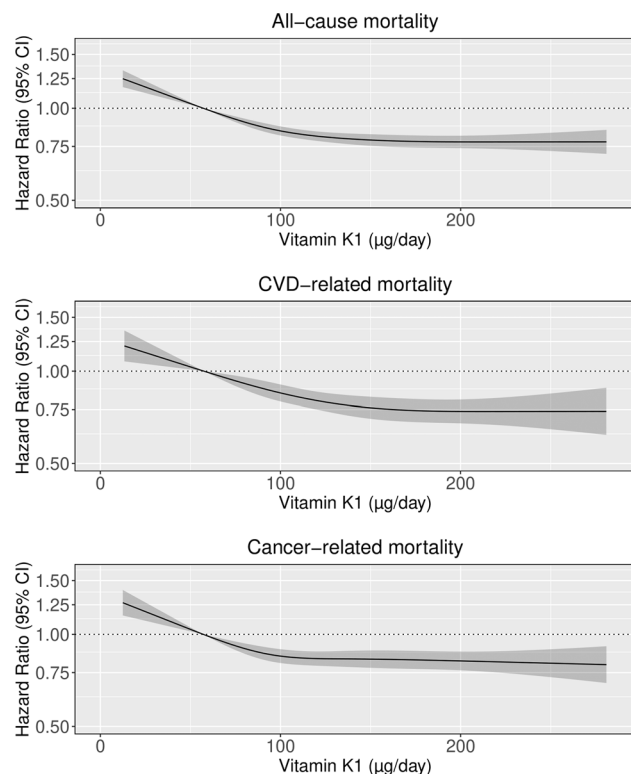 All−cause mortality
Hazard Ratio (95% CI)
1.50
1.25
1.00
0.75
0.50
0
100
200
Vitamin K1 (μg/day)
CVD−related mortality
Hazard Ratio (95% CI)
1.50
1.25
1.00
0.75
0.50
0
100
200
Vitamin K1 (μg/day)
Cancer−related mortality
Hazard Ratio (95% CI)
1.50
1.25
1.00
0.75
0.50
0
100
200
Vitamin K1 (μg/day)